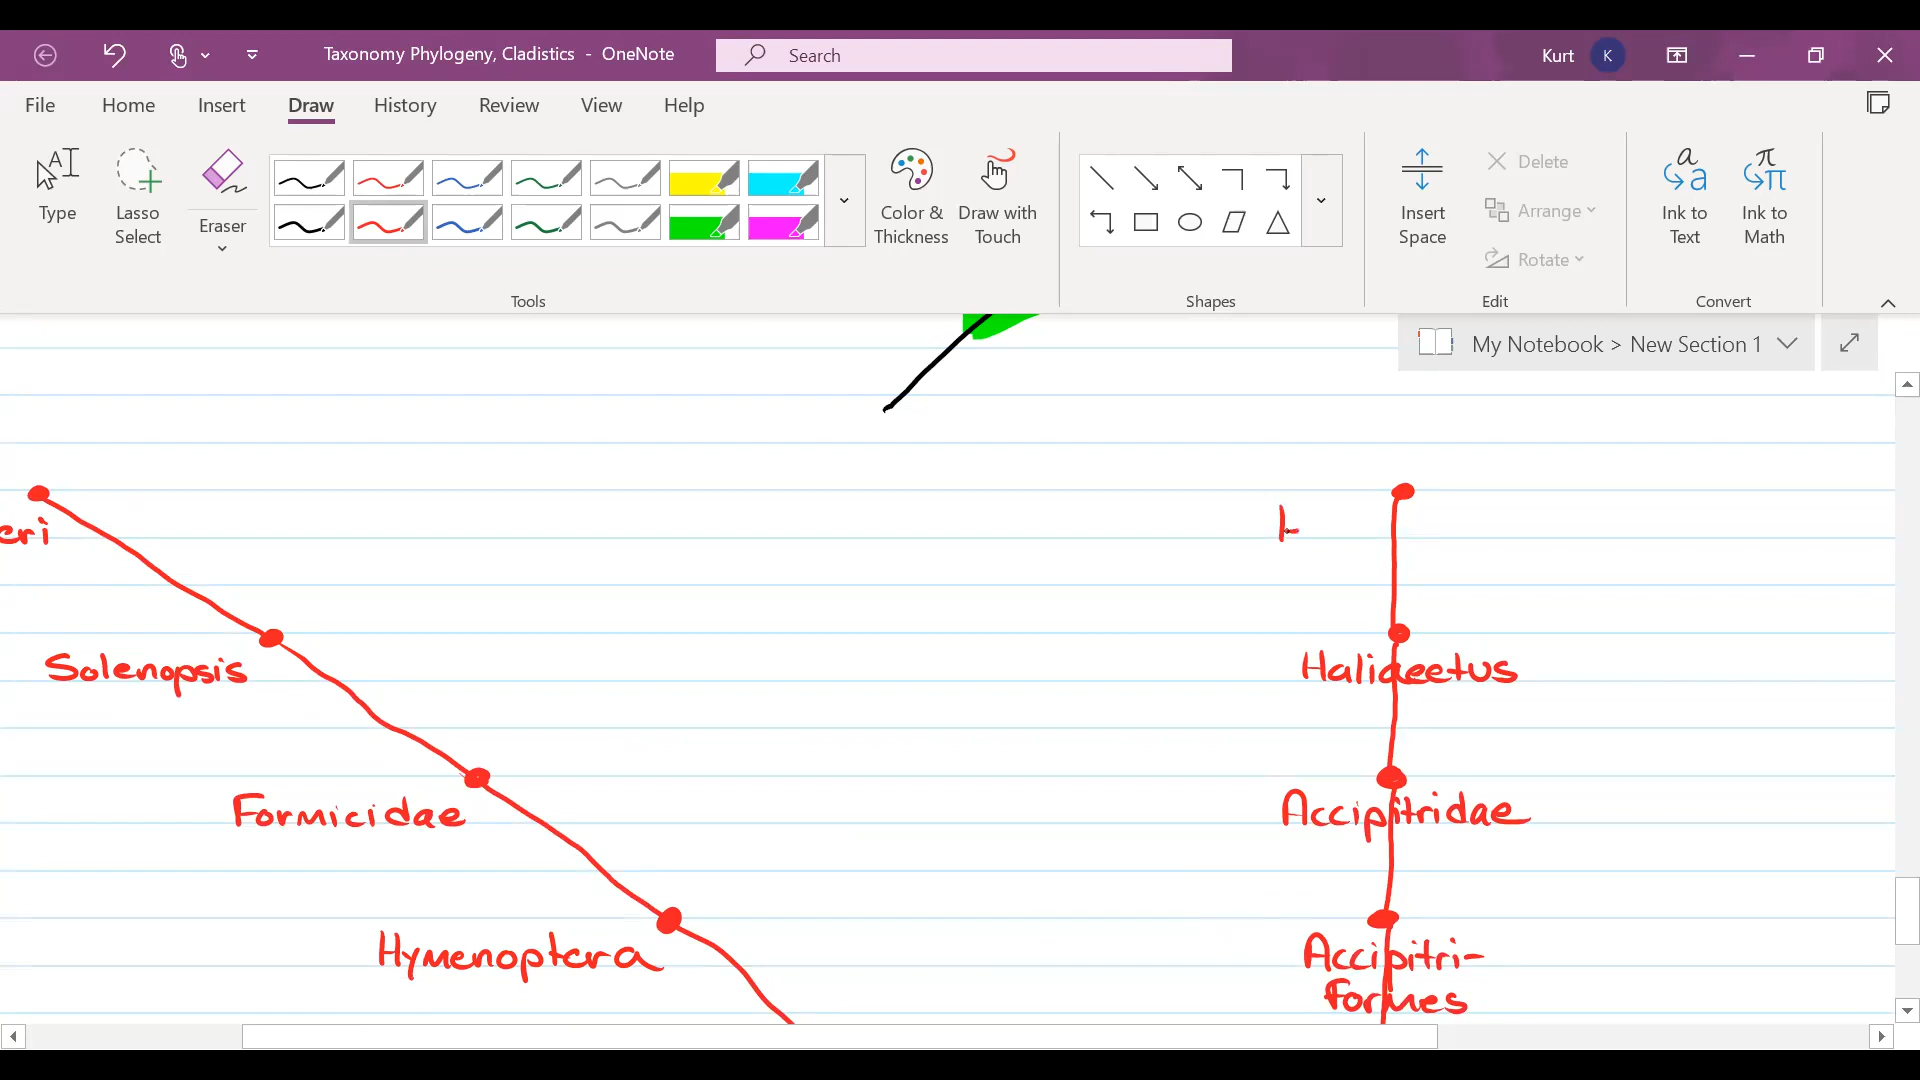 Taxonomy Phylogeny, Cladistics - OneNote
Search
Kurt
K
File Home Insert Draw History Review View Help
Type
Lasso Select
Eraser
Color & Thickness
Draw with Touch
Insert Space
Delete
Arrange
Rotate
Ink to Text
Ink to Math
Tools
Shapes
Edit
Convert
My Notebook > New Section 1
eri
Solenopsis
Formicidae
Hymenoptera
Haliaeetus
Accipitridae
Accipitri-
formes